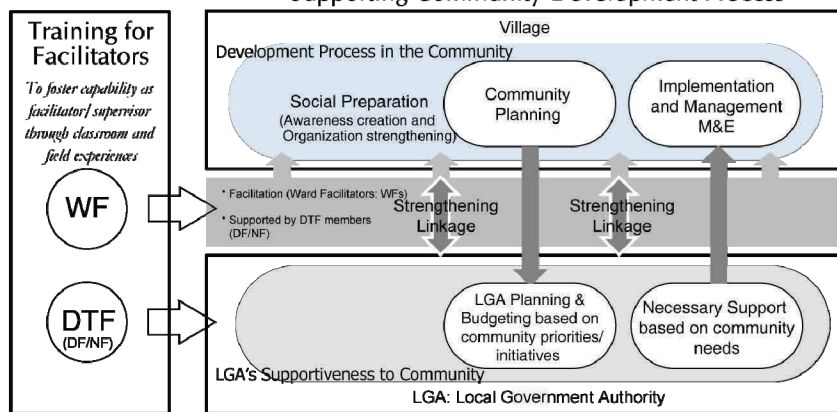 Supporting Community Development Process
Training for
Facilitators
To foster capability as
facilitator/ supervisor
through classroom and
field experiences
WF
DTF
(DF/NF)
Village
Development Process in the Community
Social Preparation
(Awareness creation and
Organization strengthening)
Community
Planning
Implementation
and Management
M&E
* Facilitation (Ward Facilitators: WFs)
* Supported by DTF members
(DF/NF)
Strengthening
Linkage
Strengthening
Linkage
LGA Planning &
Budgeting based on
community priorities/
initiatives
Necessary Support
based on community
needs
LGA's Supportiveness to Community
LGA: Local Government Authority